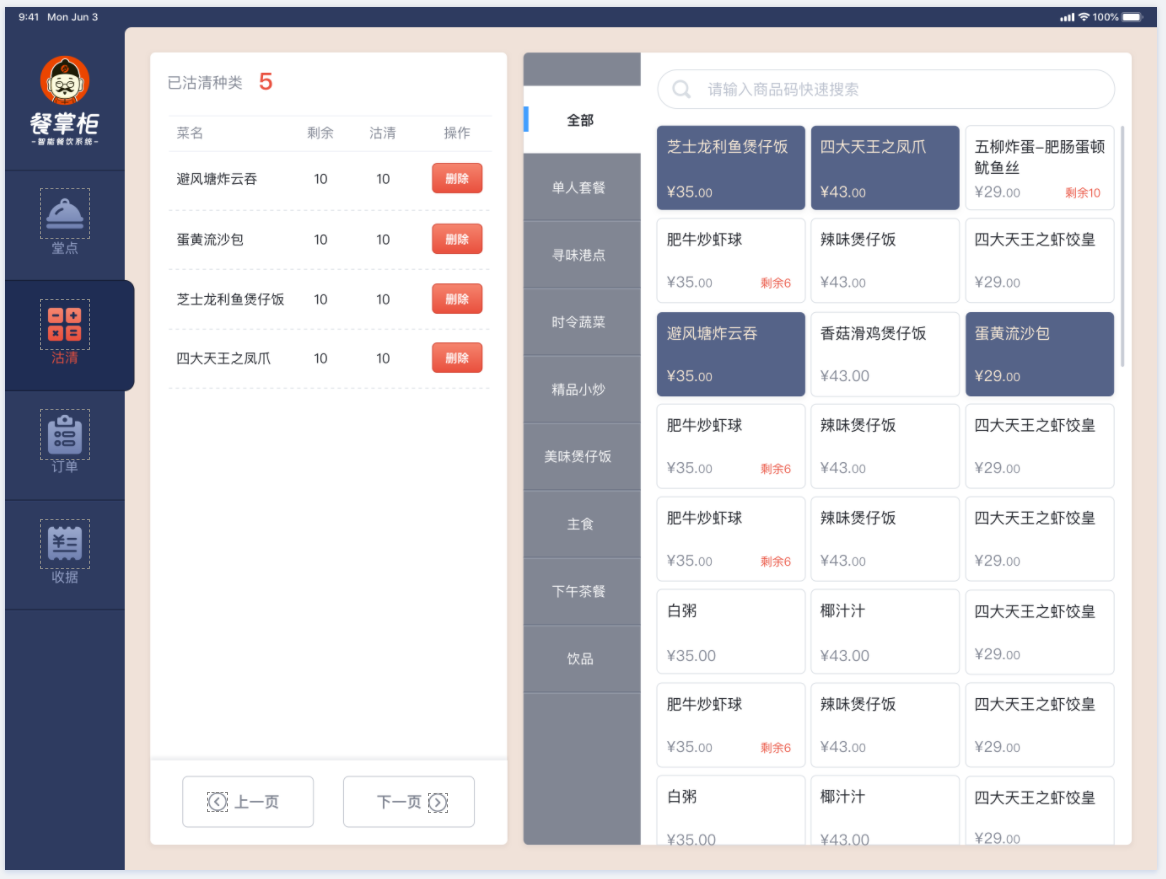 9:41 Mon Jun 3
100%
餐掌柜
-智能餐饮系统-
堂点
沽清
订单
收据
已沽清种类 5
菜名 剩余 沽清 操作
避风塘炸云吞 10 10 删除
蛋黄流沙包 10 10 删除
芝士龙利鱼煲仔饭 10 10 删除
四大天王之凤爪 10 10 删除
上一页 下一页
全部
单人套餐
寻味港点
时令蔬菜
精品小炒
美味煲仔饭
主食
下午茶餐
饮品
请输入商品码快速搜索
芝士龙利鱼煲仔饭
¥35.00
四大天王之凤爪
¥43.00
五柳炸蛋-肥肠蛋顿
鱿鱼丝
¥29.00 剩余10
肥牛炒虾球
¥35.00 剩余6
辣味煲仔饭
¥43.00
四大天王之虾饺皇
¥29.00
避风塘炸云吞
¥35.00
香菇滑鸡煲仔饭
¥43.00
蛋黄流沙包
¥29.00
肥牛炒虾球
¥35.00 剩余6
辣味煲仔饭
¥43.00
四大天王之虾饺皇
¥29.00
肥牛炒虾球
¥35.00 剩余6
辣味煲仔饭
¥43.00
四大天王之虾饺皇
¥29.00
白粥
¥35.00
椰汁汁
¥43.00
四大天王之虾饺皇
¥29.00
肥牛炒虾球
¥35.00 剩余6
辣味煲仔饭
¥43.00
四大天王之虾饺皇
¥29.00
白粥
¥35.00
椰汁汁
¥43.00
四大天王之虾饺皇
¥29.00